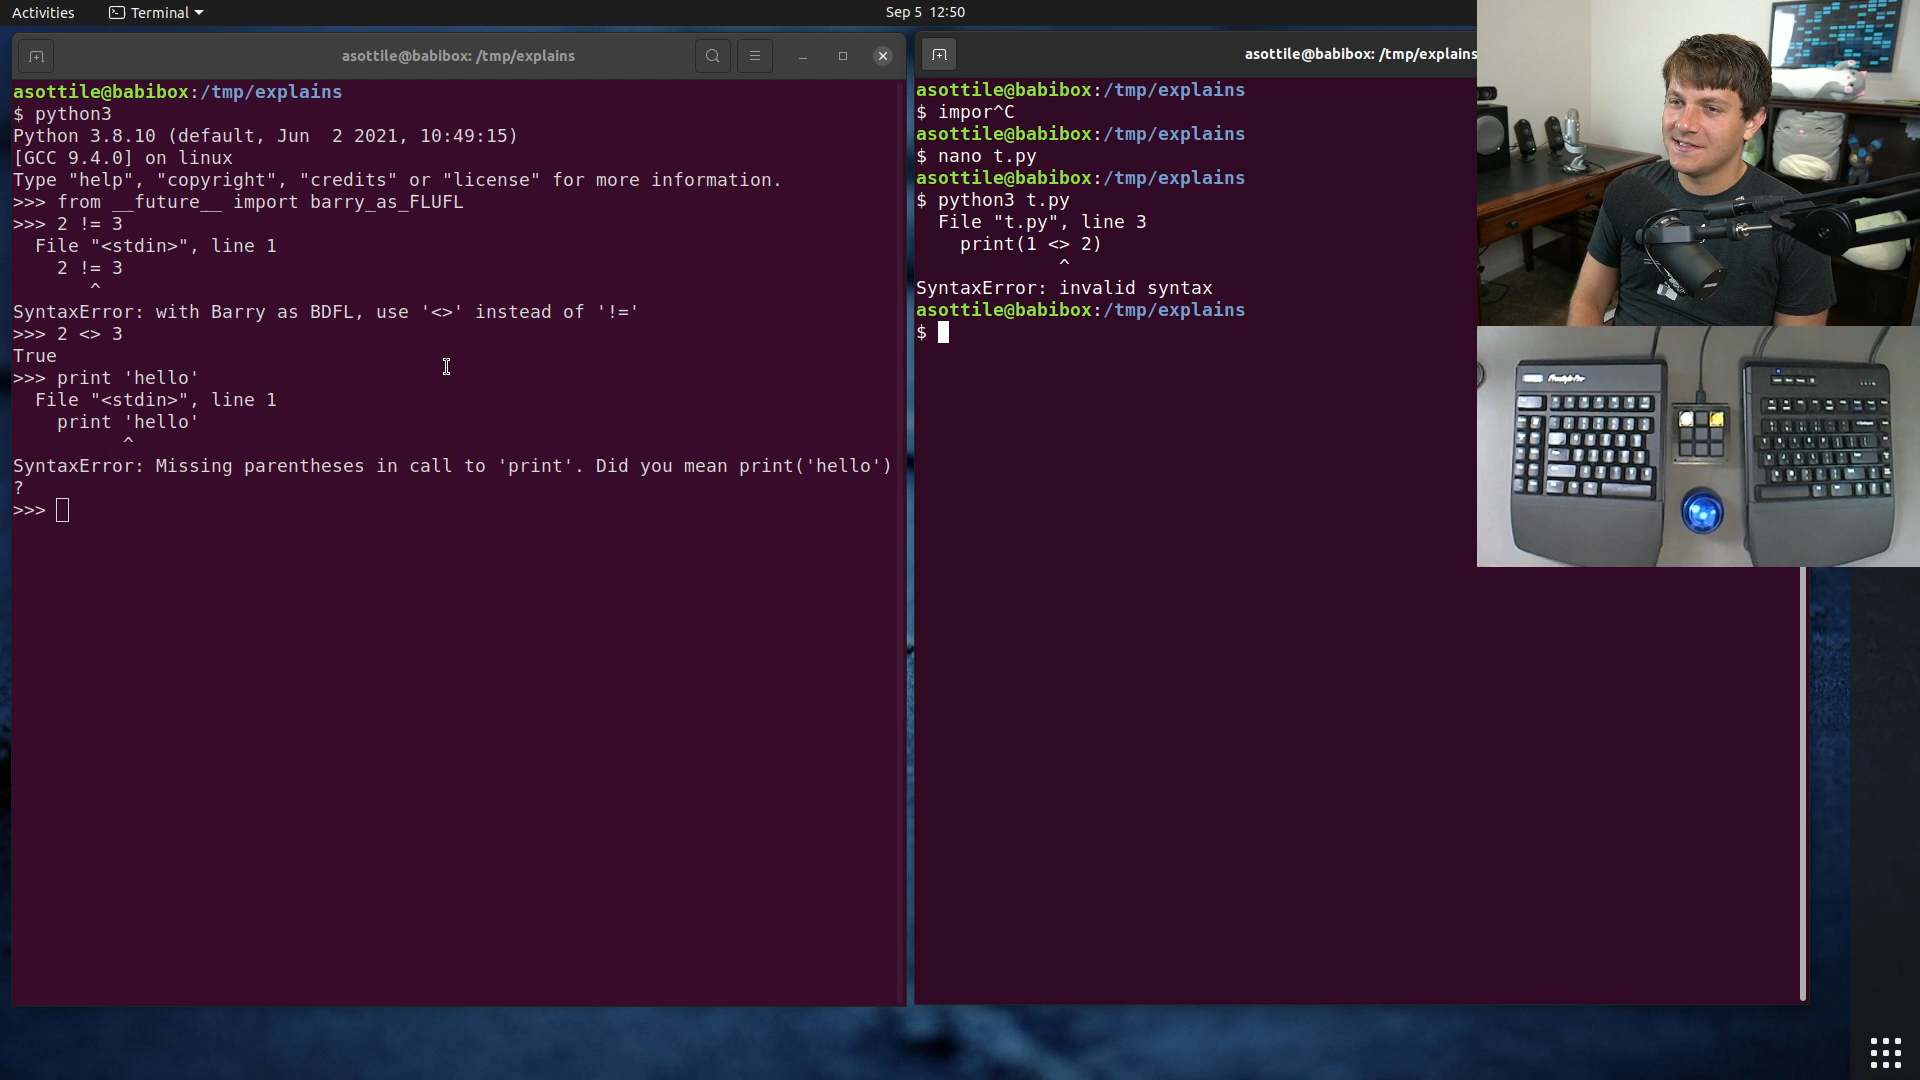 Activities
Terminal
Sep 5 12:50
asottile@babibox: /tmp/explains
asottile@babibox:/tmp/explains
$ python3
Python 3.8.10 (default, Jun  2 2021, 10:49:15)
[GCC 9.4.0] on linux
Type "help", "copyright", "credits" or "license" for more information.
>>> from __future__ import barry_as_FLUFL
>>> 2 != 3
  File "<stdin>", line 1
    2 != 3
       ^
SyntaxError: with Barry as BDFL, use '<>' instead of '!='
>>> 2 <> 3
True
>>> print 'hello'
  File "<stdin>", line 1
    print 'hello'
          ^
SyntaxError: Missing parentheses in call to 'print'. Did you mean print('hello')
?
>>>
asottile@babibox: /tmp/explains
asottile@babibox:/tmp/explains
$ impor^C
asottile@babibox:/tmp/explains
$ nano t.py
asottile@babibox:/tmp/explains
$ python3 t.py
  File "t.py", line 3
    print(1 <> 2)
             ^
SyntaxError: invalid syntax
asottile@babibox:/tmp/explains
$